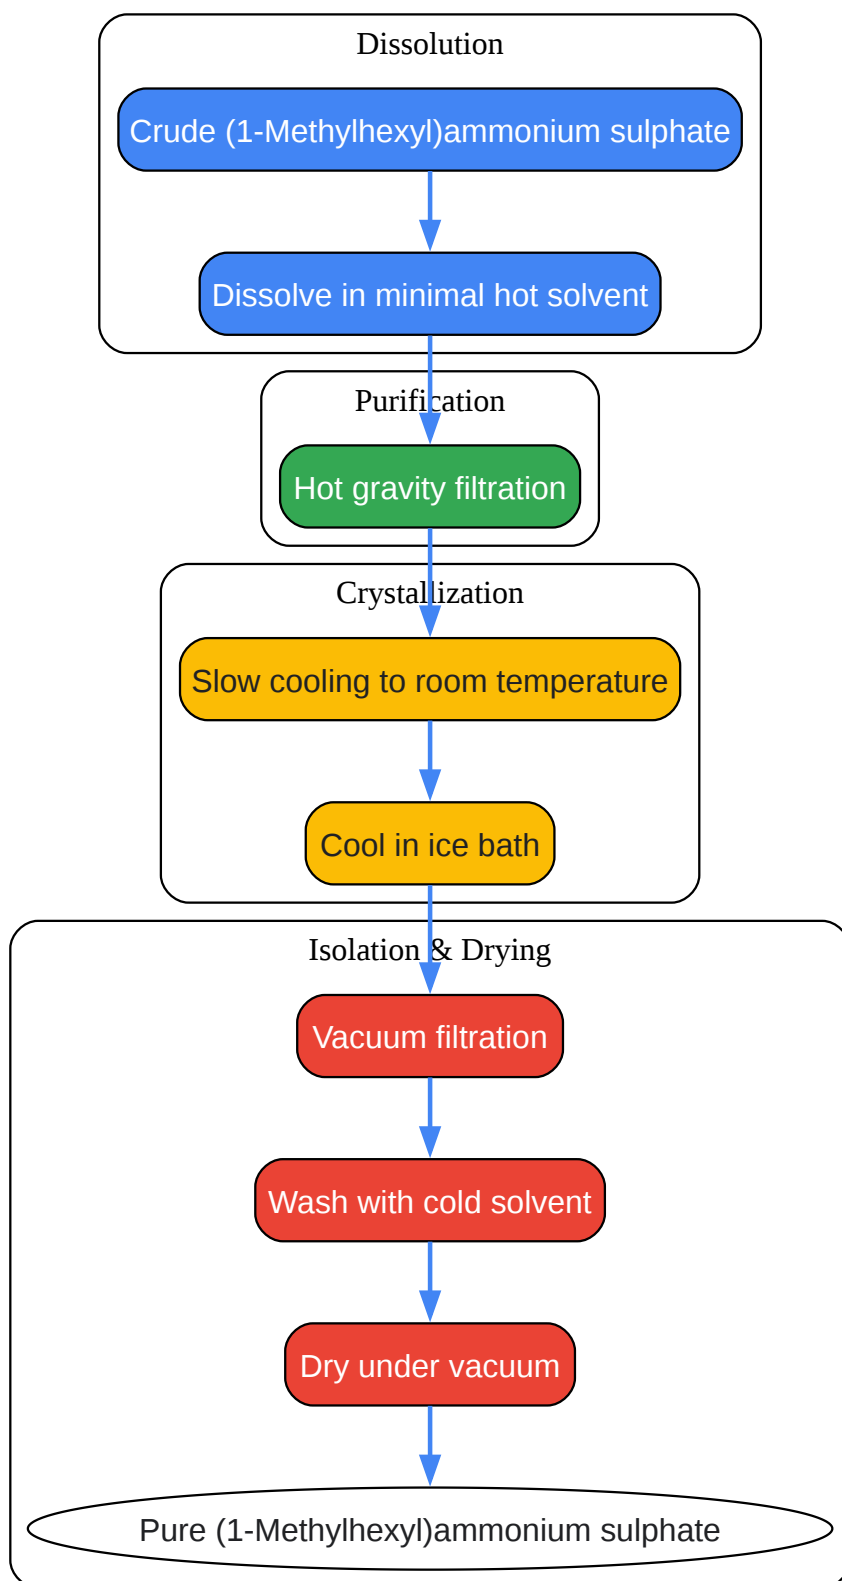 Dissolution
Crude (1-Methylhexyl)ammonium sulphate
Dissolve in minimal hot solvent
Purification
Hot gravity filtration
Crystallization
Slow cooling to room temperature
Cool in ice bath
Isolation & Drying
Vacuum filtration
Wash with cold solvent
Dry under vacuum
Pure (1-Methylhexyl)ammonium sulphate